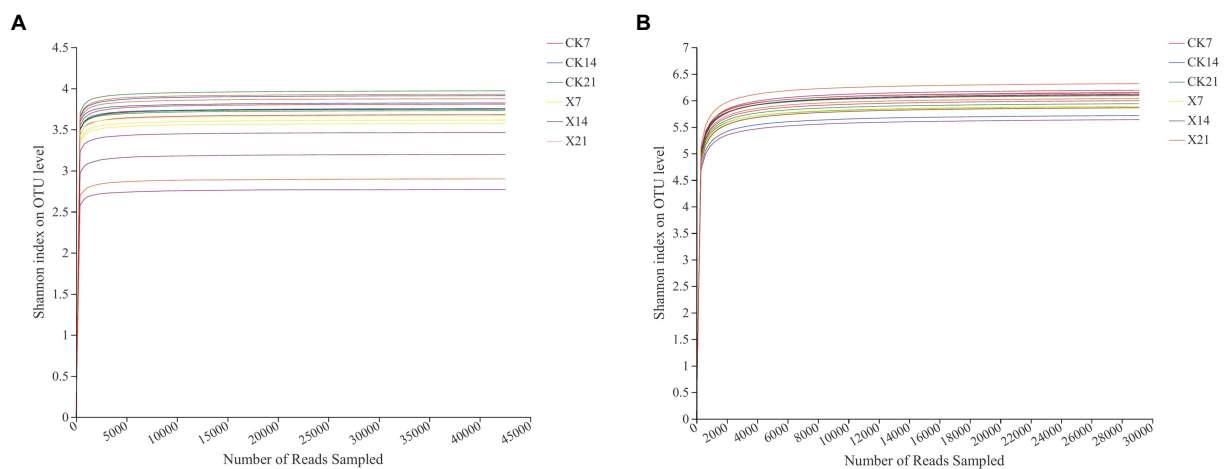 A
Shannon index on OTU level
4.5
4
3.5
3
2.5
2
1.5
1
0.5
0
0
5000
10000
15000
20000
25000
30000
35000
40000
45000
Number of Reads Sampled
CK7
CK14
CK21
X7
X14
X21
B
Shannon index on OTU level
7
6.5
6
5.5
5
4.5
4
3.5
3
2.5
2
1.5
1
0.5
0
0
2000
4000
6000
8000
10000
12000
14000
16000
18000
20000
22000
24000
26000
28000
30000
Number of Reads Sampled
CK7
CK14
CK21
X7
X14
X21